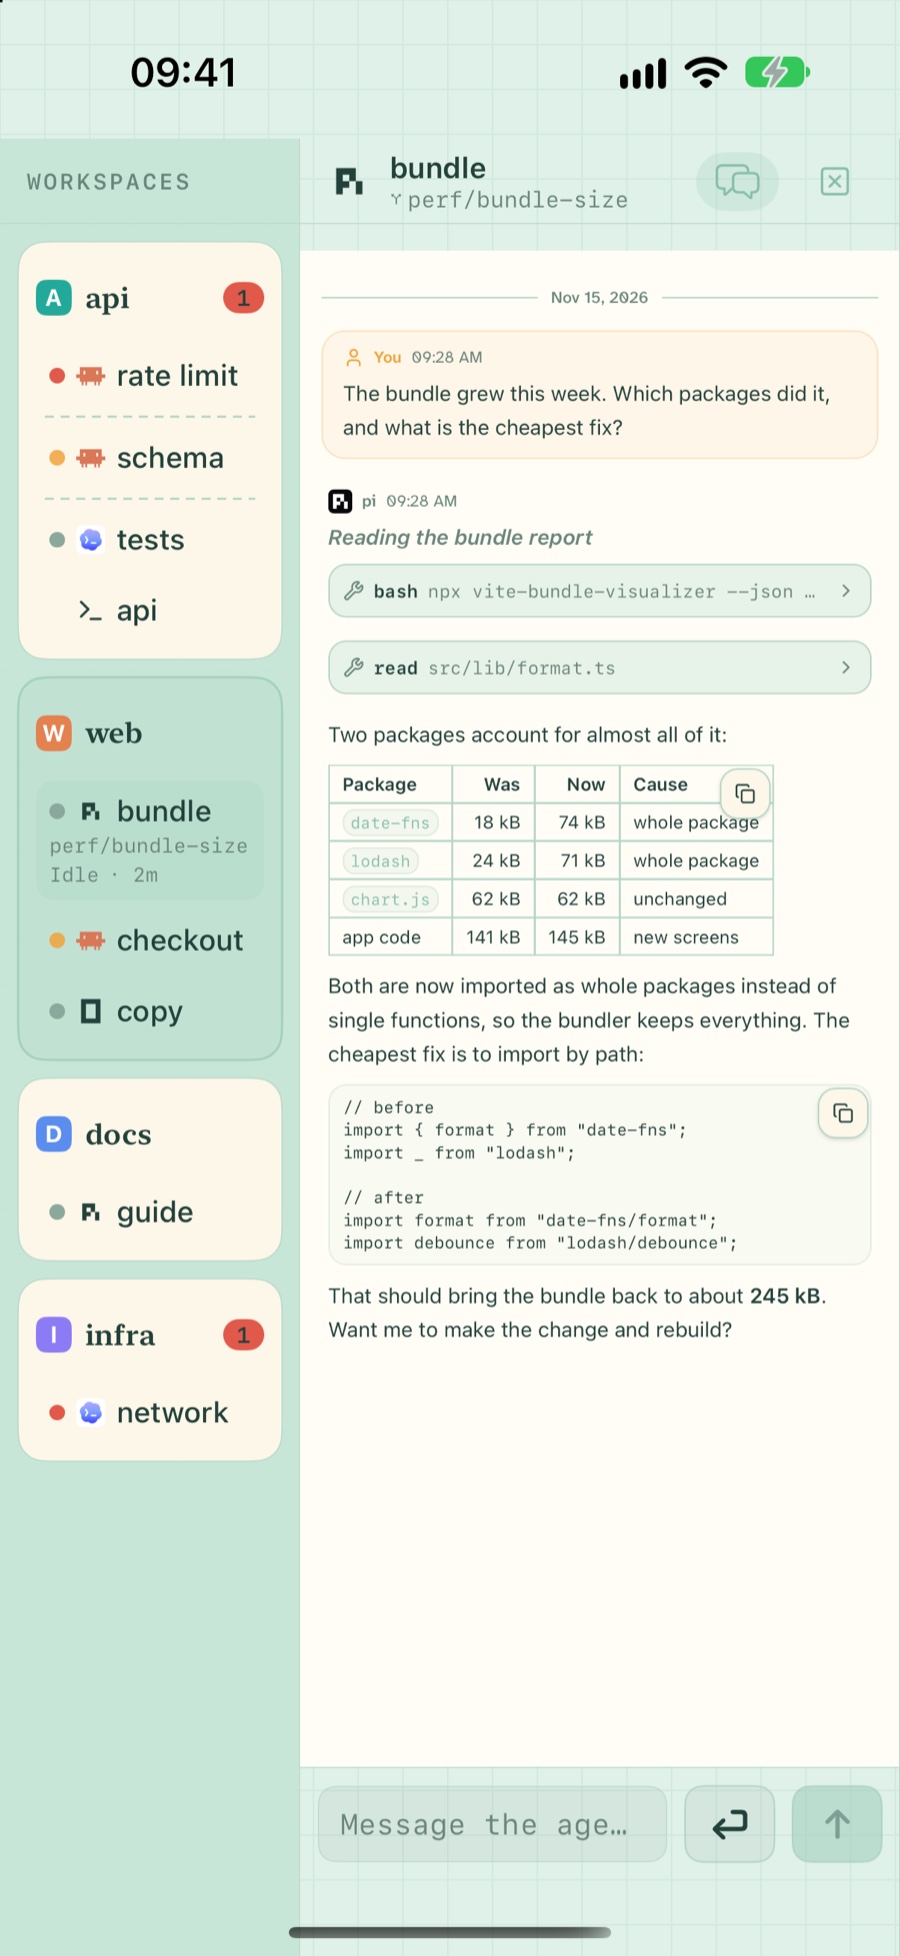 09:41
WORKSPACES
A api 1
rate limit
schema
tests
>_ api
W web
bundle
perf/bundle-size
Idle · 2m
checkout
copy
D docs
guide
I infra 1
network
bundle
perf/bundle-size
Nov 15, 2026
You 09:28 AM
The bundle grew this week. Which packages did it,
and what is the cheapest fix?
pi 09:28 AM
Reading the bundle report
bash npx vite-bundle-visualizer --json …
read src/lib/format.ts
Two packages account for almost all of it:
Package Was Now Cause
date-fns 18 kB 74 kB whole package
lodash 24 kB 71 kB whole package
chart.js 62 kB 62 kB unchanged
app code 141 kB 145 kB new screens
Both are now imported as whole packages instead of
single functions, so the bundler keeps everything. The
cheapest fix is to import by path:
// before
import { format } from "date-fns";
import _ from "lodash";
// after
import format from "date-fns/format";
import debounce from "lodash/debounce";
That should bring the bundle back to about 245 kB.
Want me to make the change and rebuild?
Message the age…